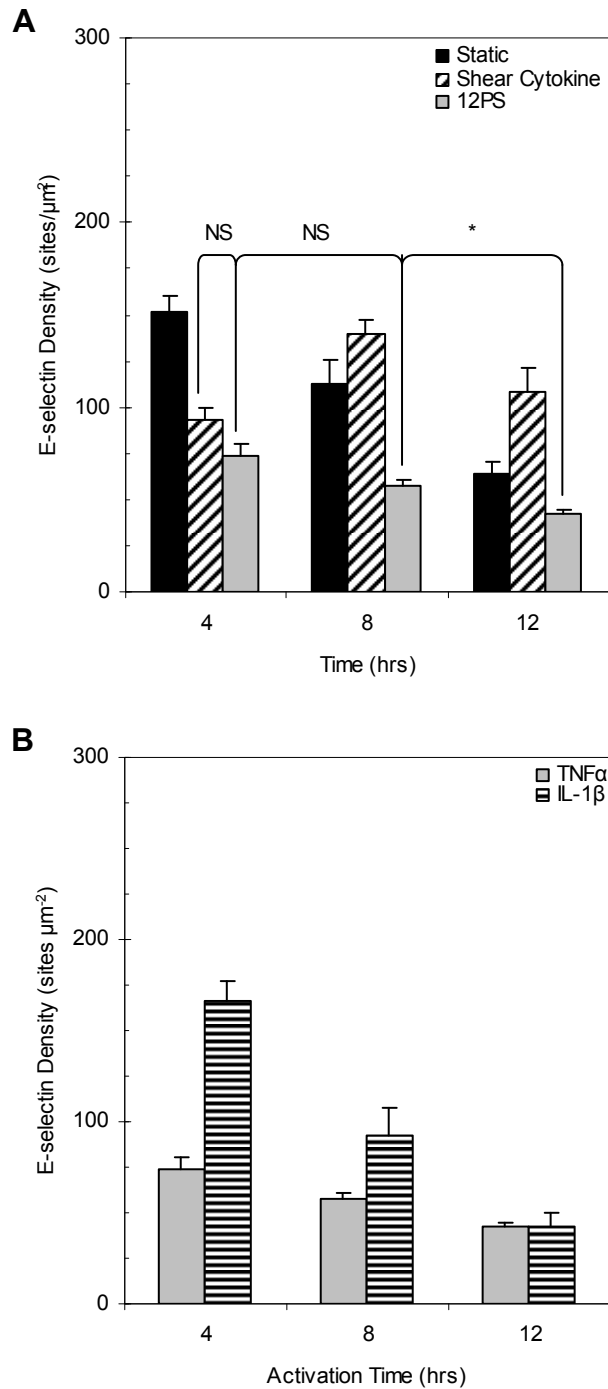 A
300
Static
Shear Cytokine
12PS
200
NS NS *
100
0
4 8 12
Time (hrs)
E-selectin Density (sites/µm²)
B
300
TNFα
IL-1β
200
100
0
4 8 12
Activation Time (hrs)
E-selectin Density (sites µm⁻²)